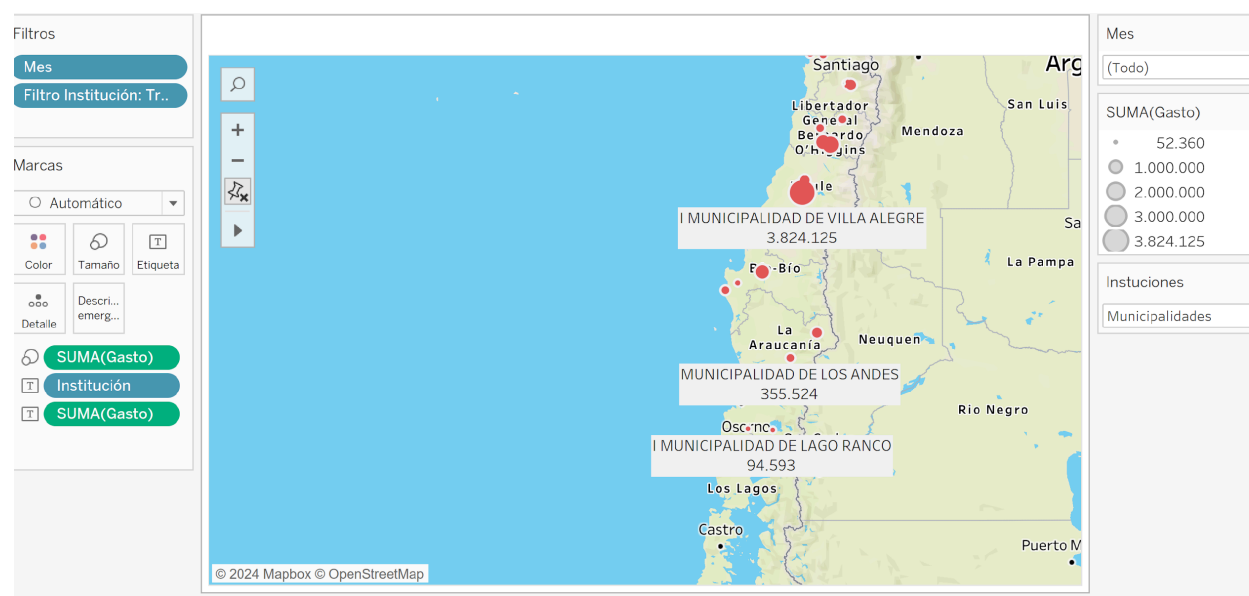 Filtros
Mes
Filtro Institución: Tr..
Marcas
Automático
Color
Tamaño
Etiqueta
Detalle
Descri...
emerg...
SUMA(Gasto)
Institución
SUMA(Gasto)
Santiago
Arg
Libertador
General
Bernardo
O'Higgins
San Luis
Mendoza
I MUNICIPALIDAD DE VILLA ALEGRE
3.824.125
Sa
La Pampa
La
Araucanía
Neuquen
MUNICIPALIDAD DE LOS ANDES
355.524
Rio Negro
Osorno
I MUNICIPALIDAD DE LAGO RANCO
94.593
Los Lagos
Castro
Puerto M
© 2024 Mapbox © OpenStreetMap
Mes
(Todo)
SUMA(Gasto)
52.360
1.000.000
2.000.000
3.000.000
3.824.125
Instuciones
Municipalidades